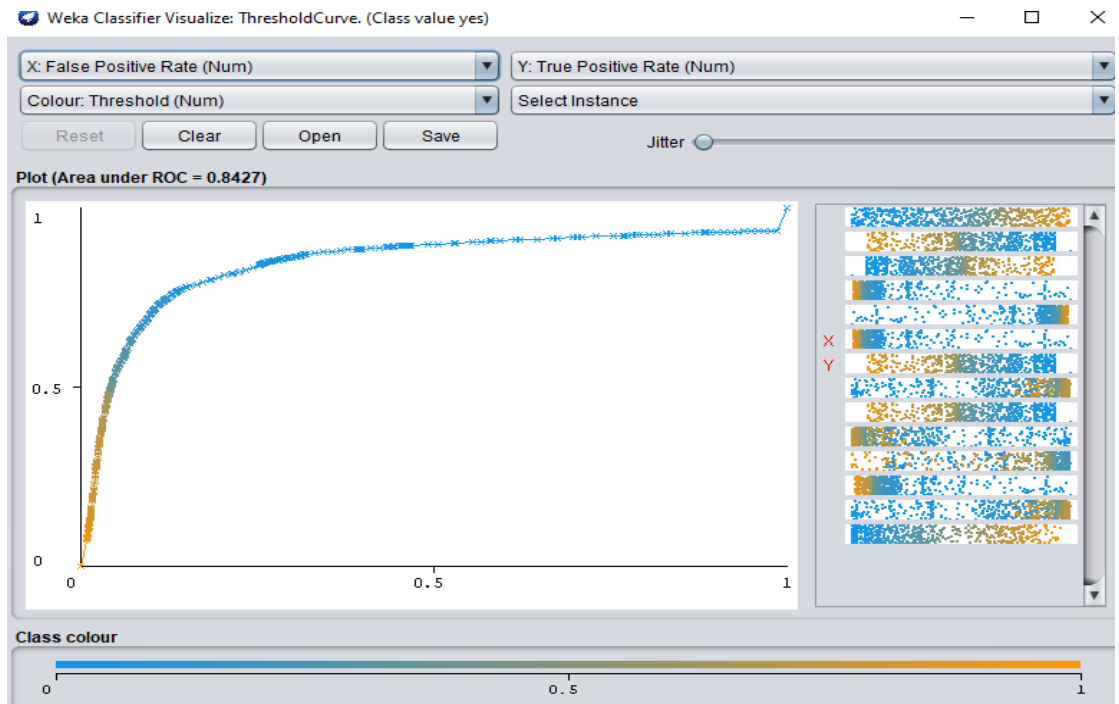 Weka Classifier Visualize: ThresholdCurve. (Class value yes)
X: False Positive Rate (Num)
Y: True Positive Rate (Num)
Colour: Threshold (Num)
Select Instance
Reset
Clear
Open
Save
Jitter
Plot (Area under ROC = 0.8427)
1
0.5
0
0
0.5
1
X
Y
Class colour
0
0.5
1